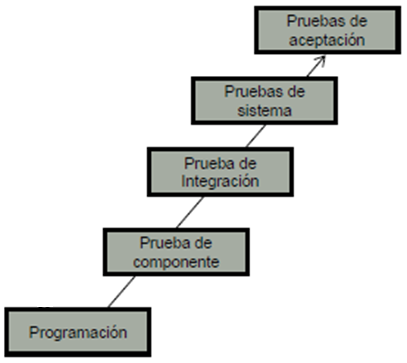 Pruebas de
aceptación
Pruebas de
sistema
Prueba de
Integración
Prueba de
componente
Programación